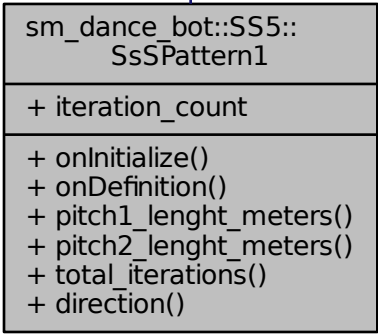 sm_dance_bot::SS5::
SsSPattern1
+ iteration_count
+ onInitialize()
+ onDefinition()
+ pitch1_lenght_meters()
+ pitch2_lenght_meters()
+ total_iterations()
+ direction()